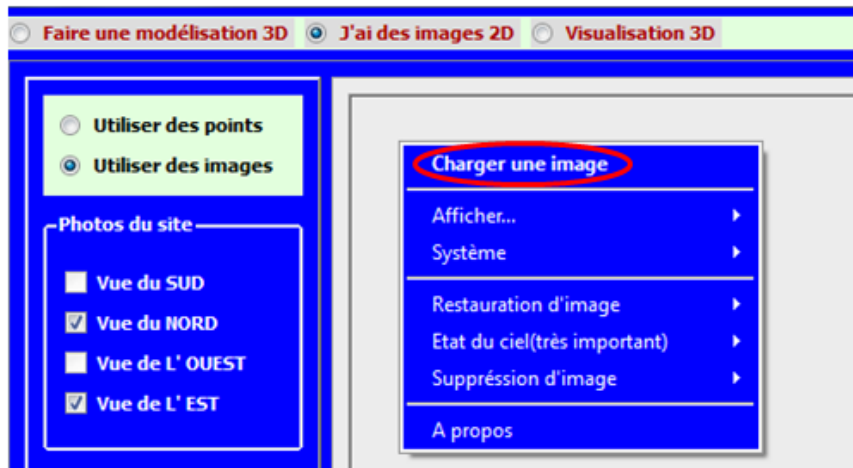 Faire une modélisation 3D J'ai des images 2D Visualisation 3D
Utiliser des points
Utiliser des images
Photos du site
Vue du SUD
Vue du NORD
Vue de L' OUEST
Vue de L' EST
Charger une image
Afficher...
Système
Restauration d'image
Etat du ciel(très important)
Suppréssion d'image
A propos